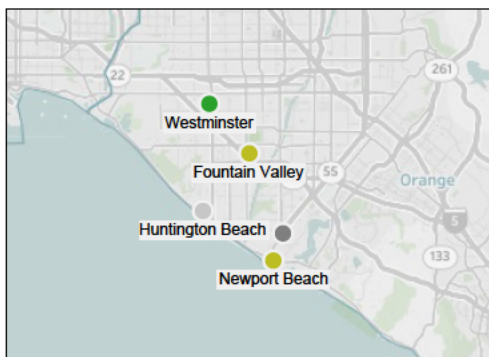 22
261
Westminster
Fountain Valley
55
Orange
5
Huntington Beach
133
Newport Beach